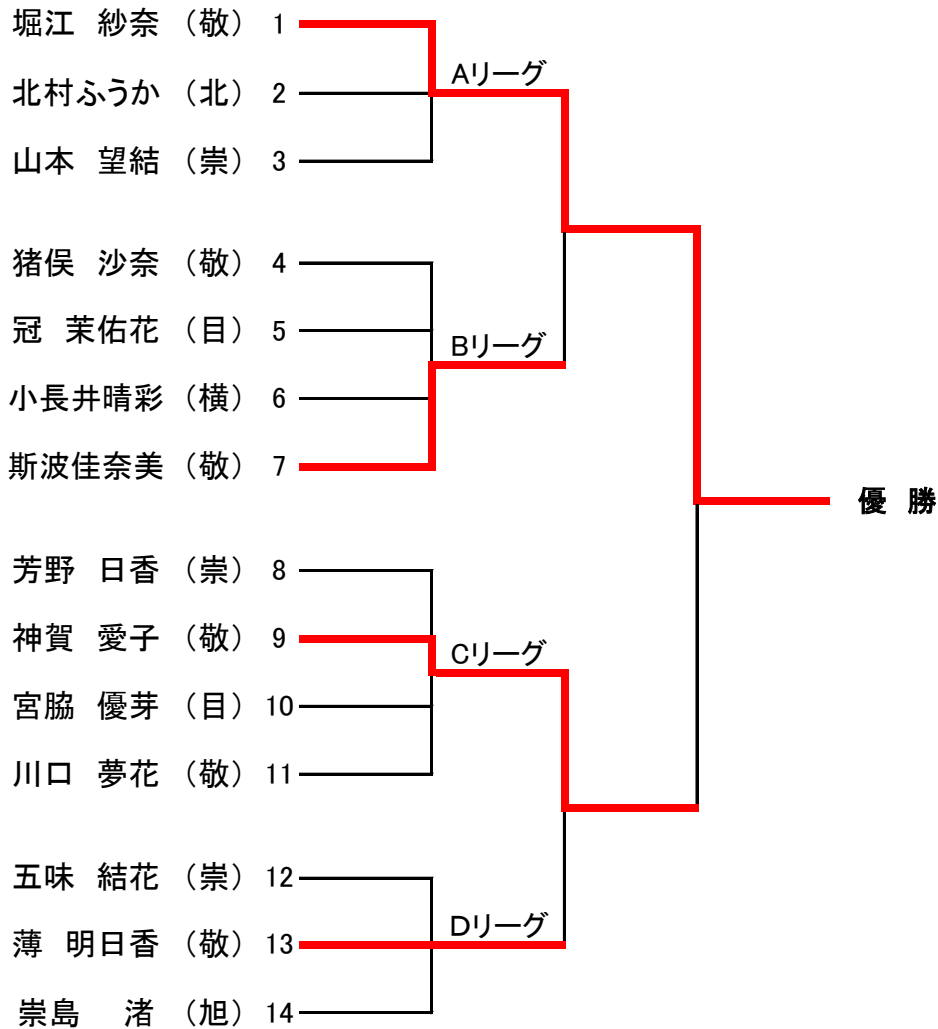 堀江 紗奈 (敬) 1
Aリーグ
北村ふうか (北) 2
山本 望結 (崇) 3
猪俣 沙奈 (敬) 4
冠 茉佑花 (目) 5
Bリーグ
小長井晴彩 (横) 6
斯波佳奈美 (敬) 7
優 勝
芳野 日香 (崇) 8
神賀 愛子 (敬) 9
Cリーグ
宮脇 優芽 (目) 10
川口 夢花 (敬) 11
五味 結花 (崇) 12
Dリーグ
薄 明日香 (敬) 13
崇島 渚 (旭) 14